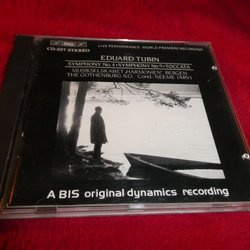 BIS
CD-227 STEREO
LIVE PERFORMANCE · WORLD PREMIERE RECORDING
EDUARD TUBIN
SYMPHONY No.4 · SYMPHONY No.9 · TOCCATA
MUSIKSELSKABET 'HARMONIEN', BERGEN
THE GOTHENBURG S.O. Cond: NEEME JÄRVI
A BIS original dynamics recording